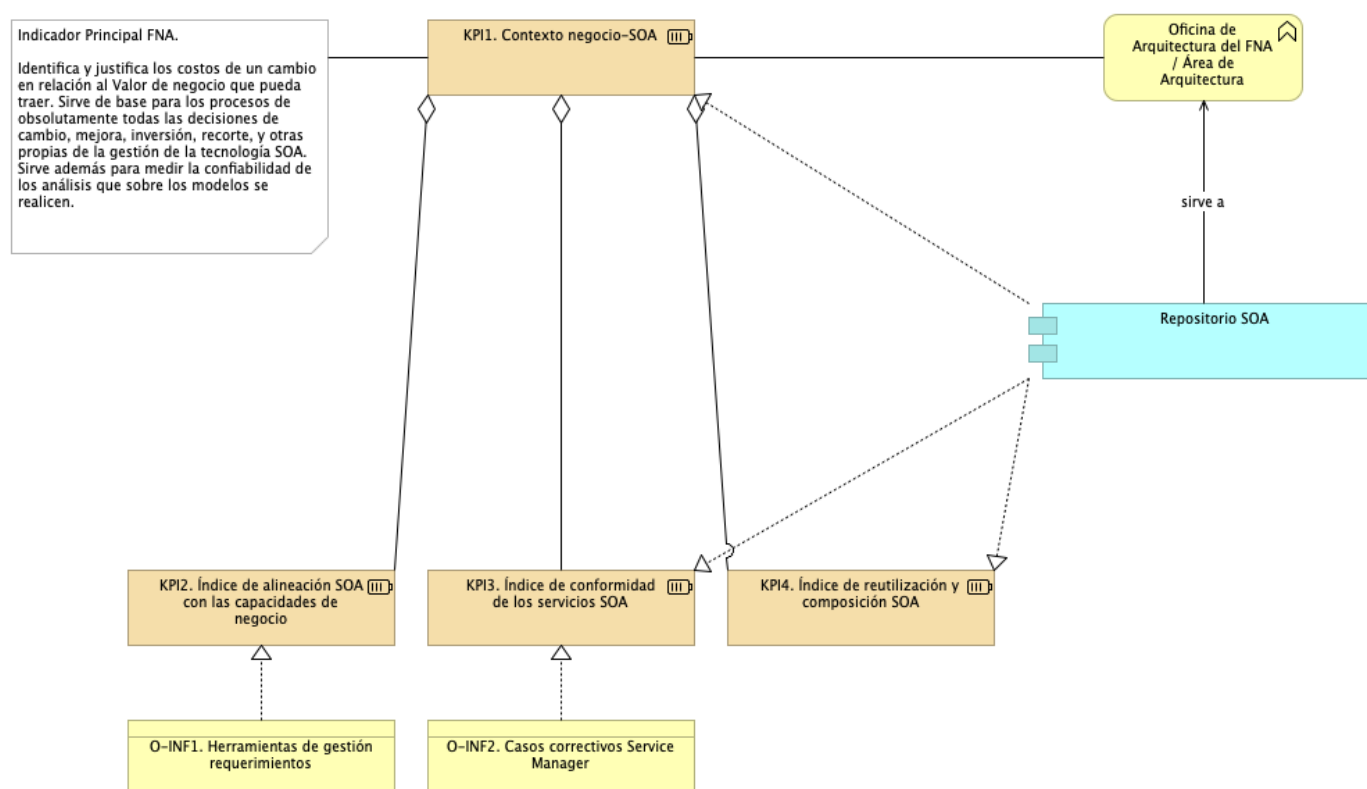 Indicador Principal FNA.
Identifica y justifica los costos de un cambio
en relación al Valor de negocio que pueda
traer. Sirve de base para los procesos de
obsolutamente todas las decisiones de
cambio, mejora, inversión, recorte, y otras
propias de la gestión de la tecnología SOA.
Sirve además para medir la confiabilidad de
los análisis que sobre los modelos se
realicen.
KPI1. Contexto negocio-SOA
Oficina de
Arquitectura del FNA
/ Área de
Arquitectura
sirve a
Repositorio SOA
KPI2. Índice de alineación SOA
con las capacidades de
negocio
KPI3. Índice de conformidad
de los servicios SOA
KPI4. Índice de reutilización y
composición SOA
O-INF1. Herramientas de gestión
requerimientos
O-INF2. Casos correctivos Service
Manager